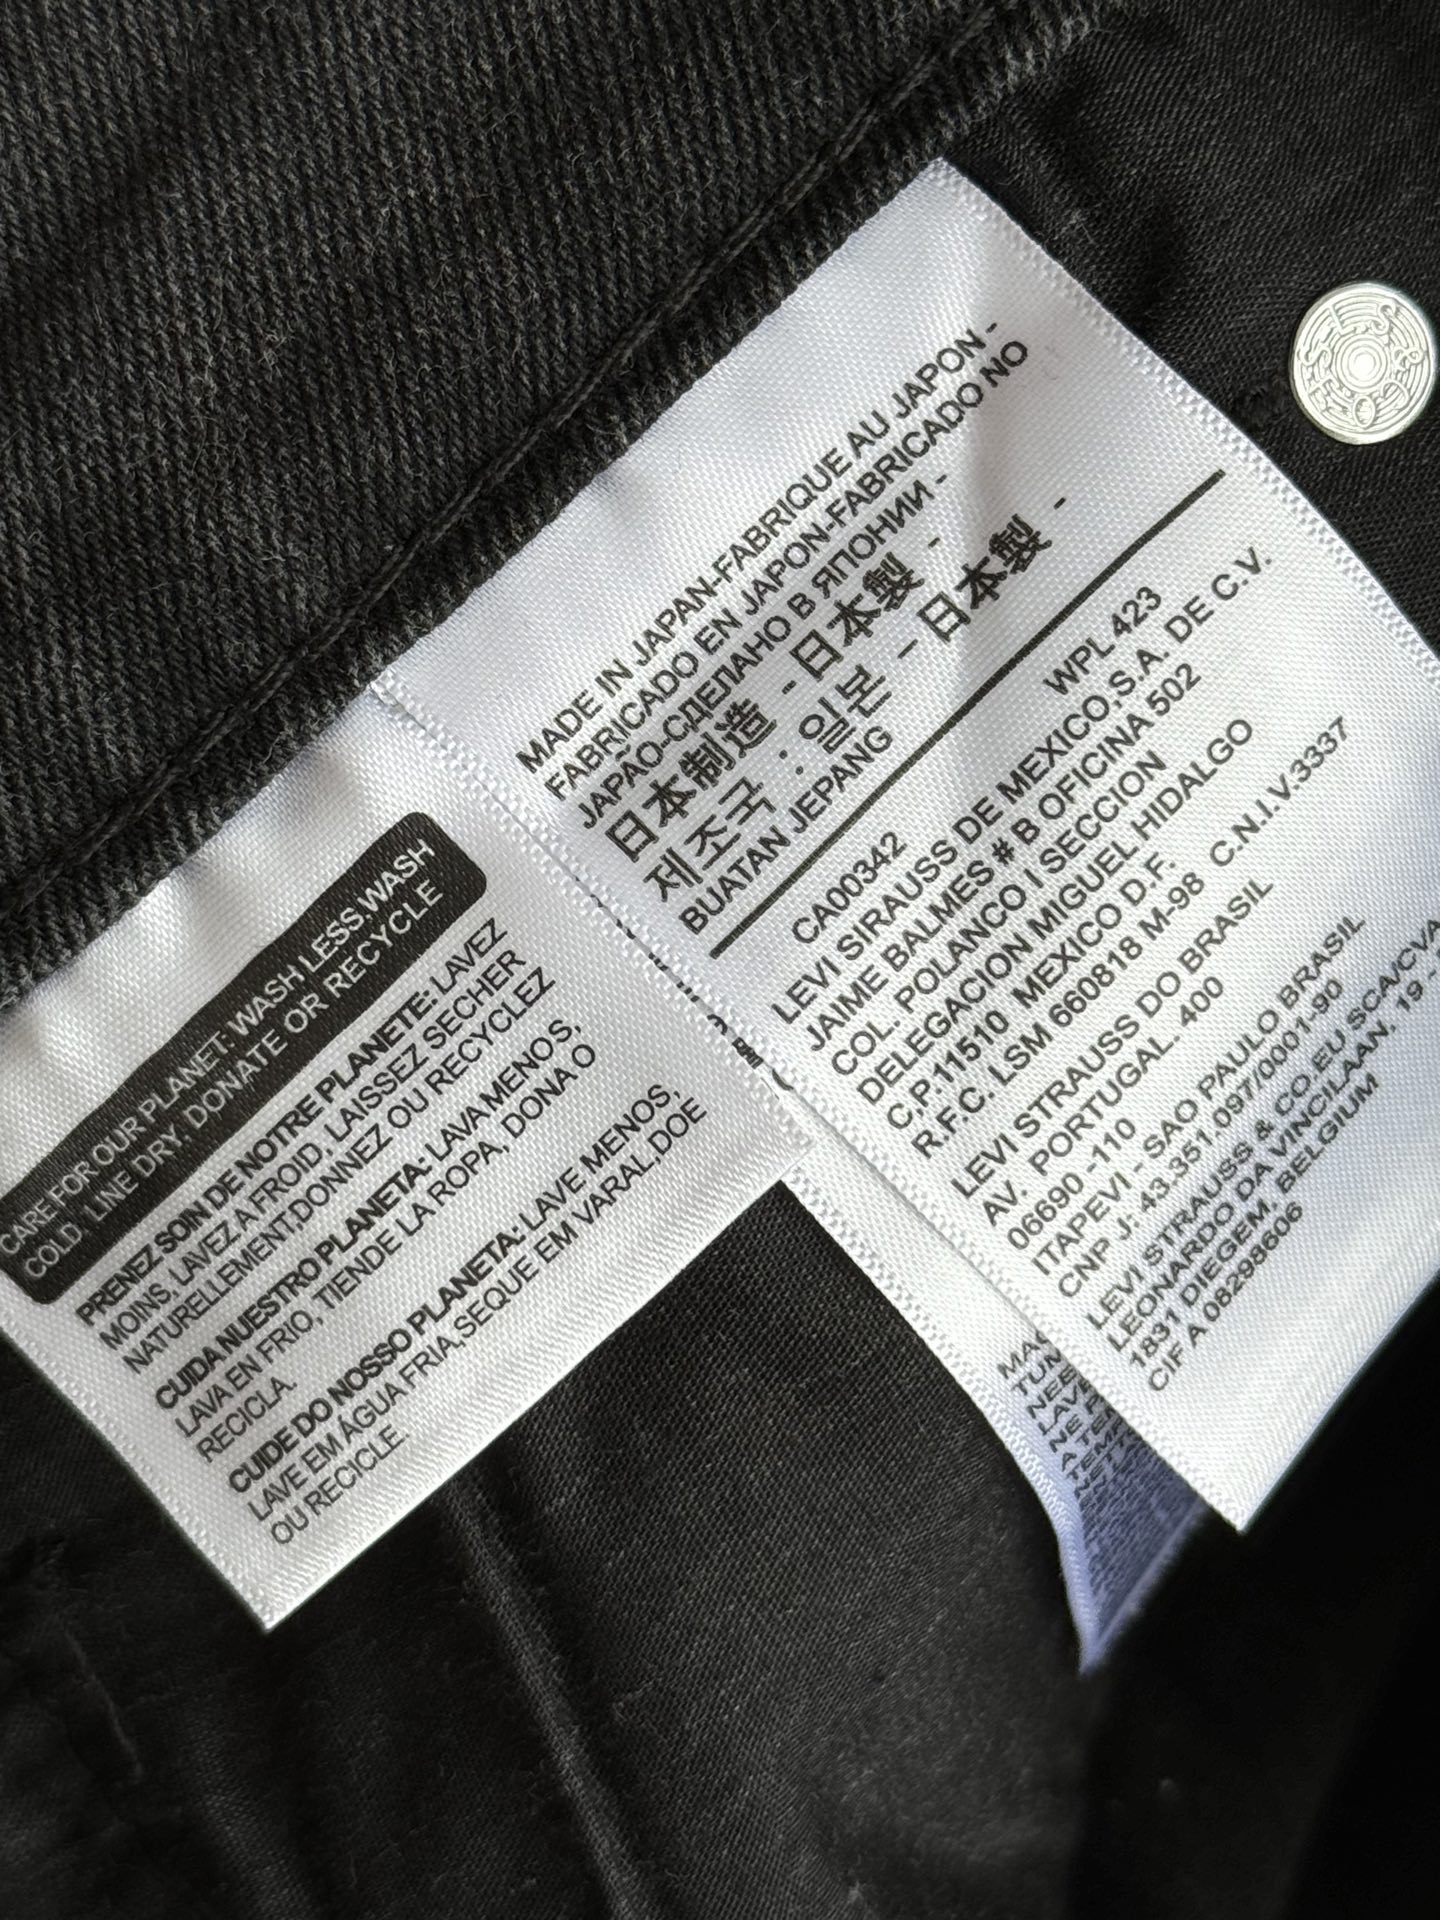 CARE FOR OUR PLANET: WASH LESS,WASH
COLD, LINE DRY, DONATE OR RECYCLE
PRENEZ SOIN DE NOTRE PLANETE: LAVEZ
MOINS, LAVEZ A FROID, LAISSEZ SECHER
NATURELLEMENT,DONNEZ OU RECYCLEZ
CUIDA NUESTRO PLANETA: LAVA MENOS,
LAVA EN FRIO, TIENDE LA ROPA, DONA O
RECICLA.
CUIDE DO NOSSO PLANETA: LAVE MENOS,
LAVE EM ÁGUA FRIA,SEQUE EM VARAL,DOE
OU RECICLE.
MADE IN JAPAN-FABRIQUE AU JAPON -
FABRICADO EN JAPON-FABRICADO NO
JAPÃO-СДЕЛАНО В ЯПОНИИ -
日本制造 - 日本製 -
제조국 : 일본 - 日本製 -
BUATAN JEPANG
CA00342 WPL 423
LEVI SIRAUSS DE MEXICO,S.A. DE C.V.
JAIME BALMES # B OFICINA 502
COL. POLANCO I SECCION
DELEGACION MIGUEL HIDALGO
C,P.11510 MEXICO D.F.
R.F.C. LSM 660818 M-98 C.N.I.V.3337
LEVI STRAUSS DO BRASIL
AV. PORTUGAL. 400
06690 -110
ITAPEVI - SAO PAULO BRASIL
CNP J: 43.351.097/0001-90
LEVI STRAUSS & CO.EU SCA/CVA
LEONARDO DA VINCILAAN. 19 -
1831 DIEGEM, BELGIUM
CIF A 08298606